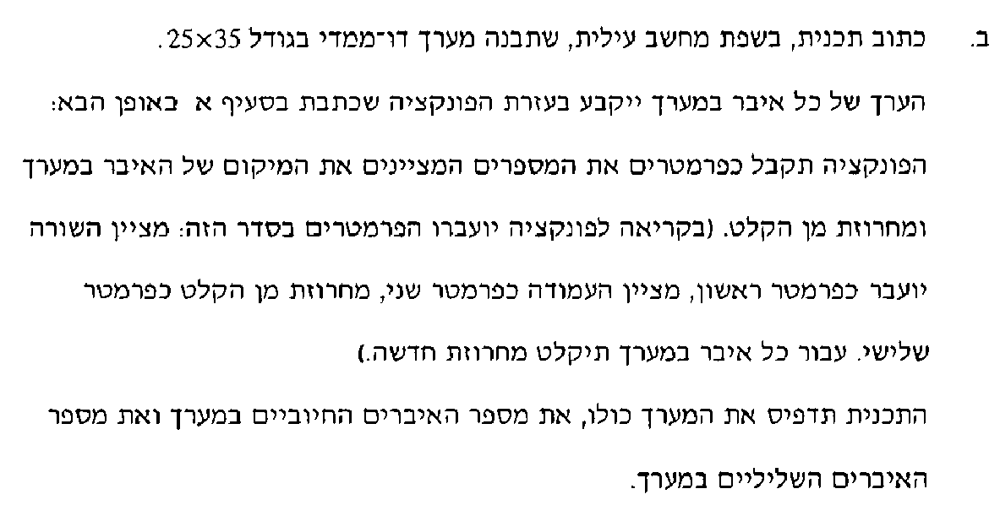 ב. כתוב תכנית, בשפת מחשב עילית, שתבנה מערך דו־ממדי בגודל 25×35.
הערך של כל איבר במערך ייקבע בעזרת הפונקציה שכתבת בסעיף א באופן הבא:
הפונקציה תקבל כפרמטרים את המספרים המציינים את המיקום של האיבר במערך
ומחרוזת מן הקלט. (בקריאה לפונקציה יועברו הפרמטרים בסדר הזה: מציין השורה
יועבר כפרמטר ראשון, מציין העמודה כפרמטר שני, מחרוזת מן הקלט כפרמטר
שלישי. עבור כל איבר במערך תיקלט מחרוזת חדשה.)
התכנית תדפיס את המערך כולו, את מספר האיברים החיוביים במערך ואת מספר
האיברים השליליים במערך.